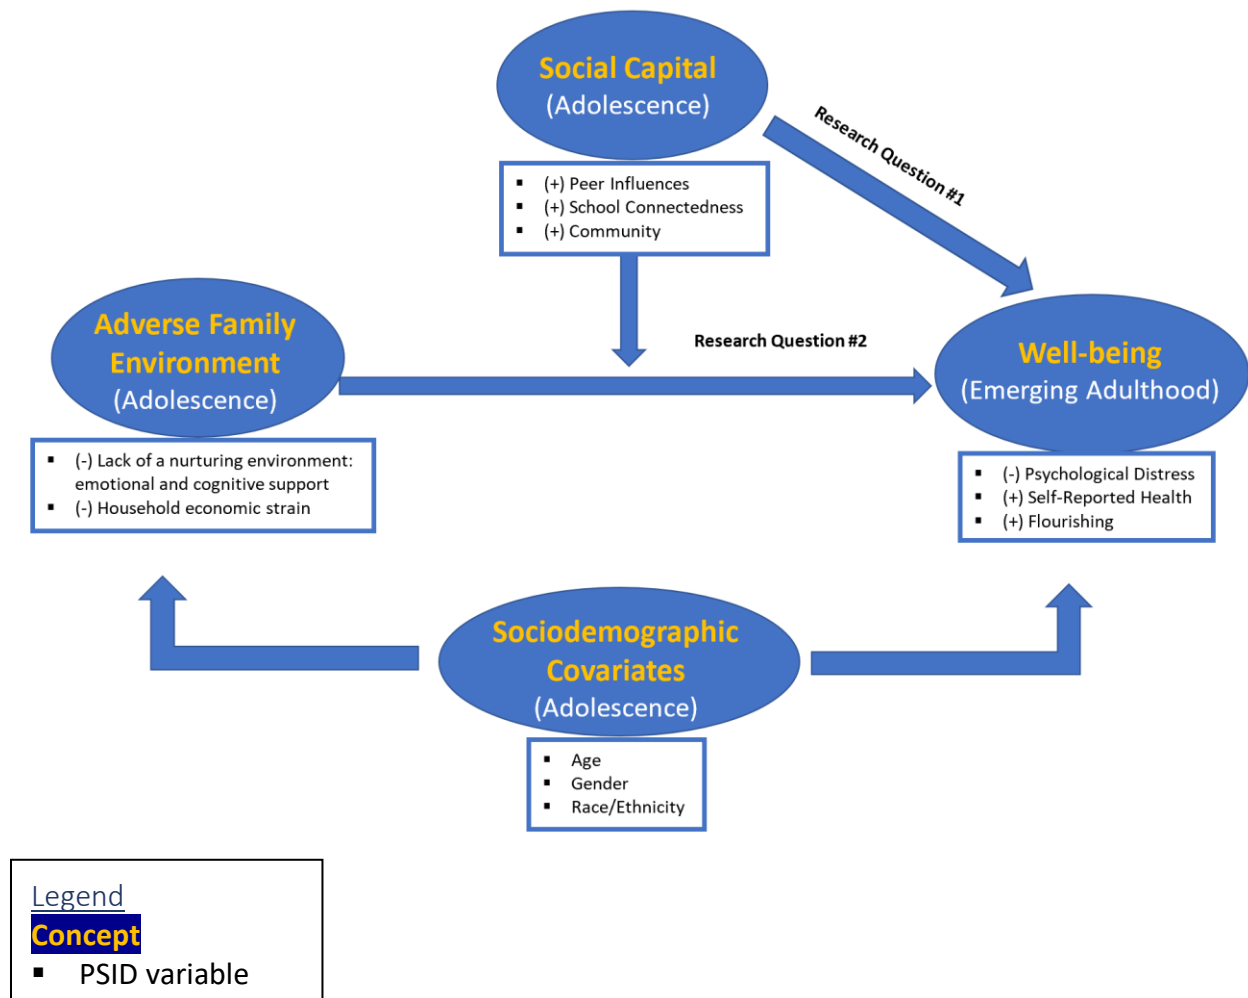 Social Capital
(Adolescence)
▪ (+) Peer Influences
▪ (+) School Connectedness
▪ (+) Community
Research Question #1
Research Question #2
Adverse Family
Environment
(Adolescence)
▪ (-) Lack of a nurturing environment:
emotional and cognitive support
▪ (-) Household economic strain
Well-being
(Emerging Adulthood)
▪ (-) Psychological Distress
▪ (+) Self-Reported Health
▪ (+) Flourishing
Sociodemographic
Covariates
(Adolescence)
▪ Age
▪ Gender
▪ Race/Ethnicity
Legend
Concept
▪ PSID variable